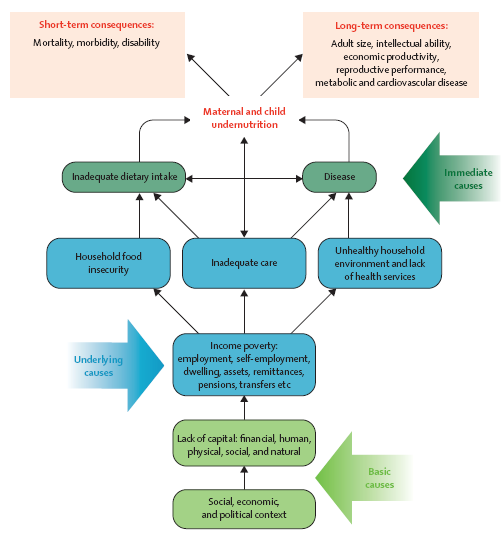 Short-term consequences:
Mortality, morbidity, disability
Long-term consequences:
Adult size, intellectual ability,
economic productivity,
reproductive performance,
metabolic and cardiovascular disease
Maternal and child
undernutrition
Inadequate dietary intake
Disease
Immediate
causes
Household food
insecurity
Inadequate care
Unhealthy household
environment and lack
of health services
Underlying
causes
Income poverty:
employment, self-employment,
dwelling, assets, remittances,
pensions, transfers etc
Lack of capital: financial, human,
physical, social, and natural
Basic
causes
Social, economic,
and political context